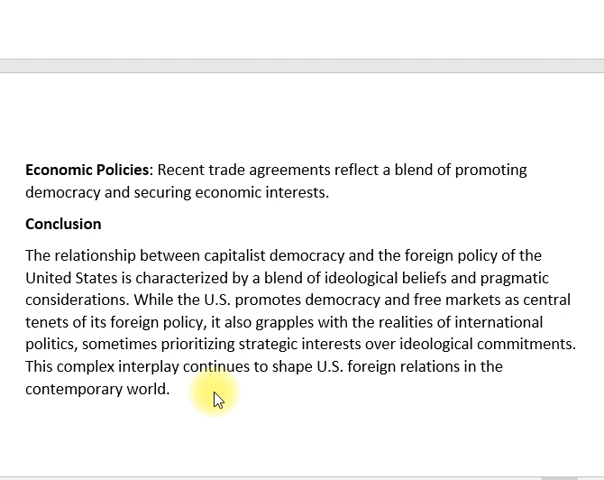 Economic Policies: Recent trade agreements reflect a blend of promoting
democracy and securing economic interests.
Conclusion
The relationship between capitalist democracy and the foreign policy of the
United States is characterized by a blend of ideological beliefs and pragmatic
considerations. While the U.S. promotes democracy and free markets as central
tenets of its foreign policy, it also grapples with the realities of international
politics, sometimes prioritizing strategic interests over ideological commitments.
This complex interplay continues to shape U.S. foreign relations in the
contemporary world.